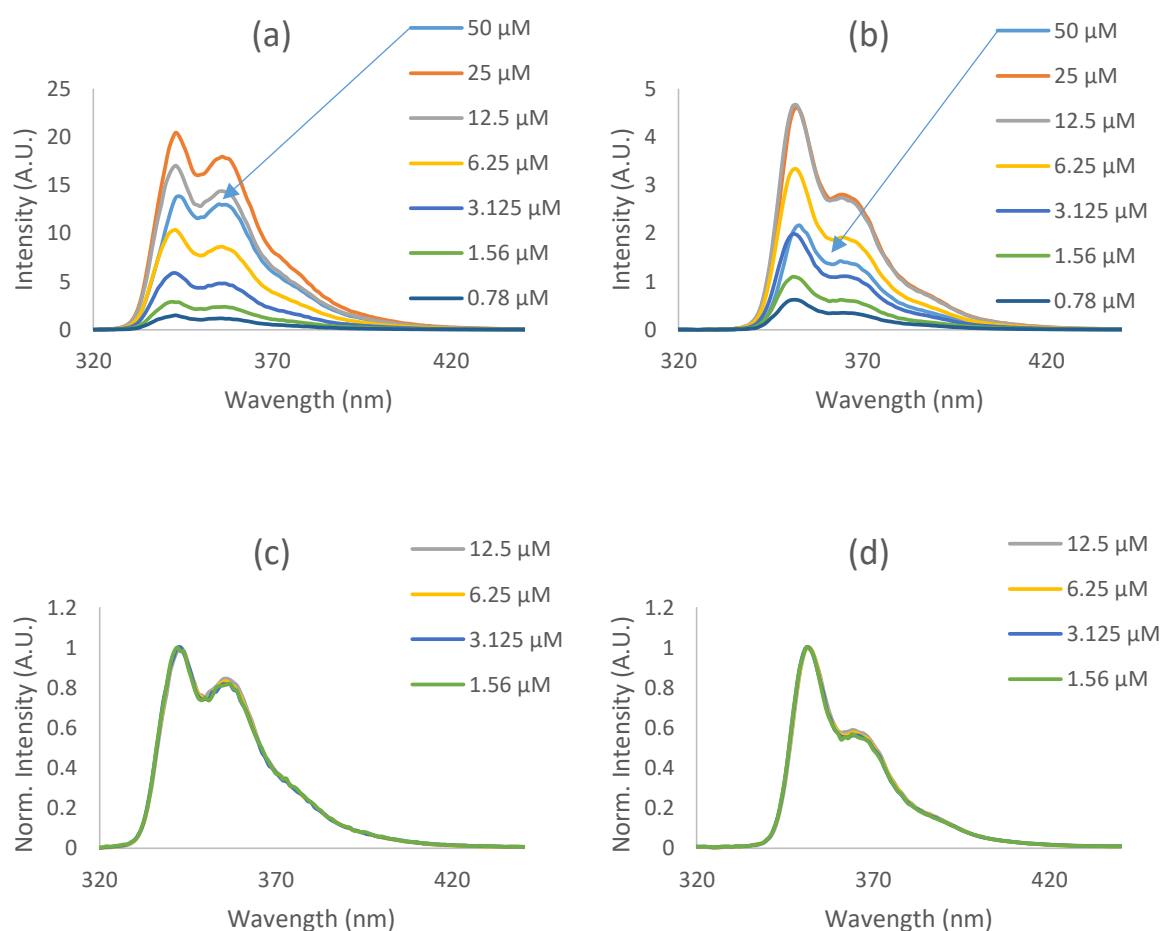 (a)
50 µM
25 µM
12.5 µM
6.25 µM
3.125 µM
1.56 µM
0.78 µM
Intensity (A.U.)
25
20
15
10
5
0
320
370
420
Wavength (nm)
(b)
50 µM
25 µM
12.5 µM
6.25 µM
3.125 µM
1.56 µM
0.78 µM
Intensity (A.U.)
5
4
3
2
1
0
320
370
420
Wavength (nm)
(c)
12.5 µM
6.25 µM
3.125 µM
1.56 µM
Norm. Intensity (A.U.)
1.2
1
0.8
0.6
0.4
0.2
0
320
370
420
Wavength (nm)
(d)
12.5 µM
6.25 µM
3.125 µM
1.56 µM
Norm. Intensity (A.U.)
1.2
1
0.8
0.6
0.4
0.2
0
320
370
420
Wavength (nm)